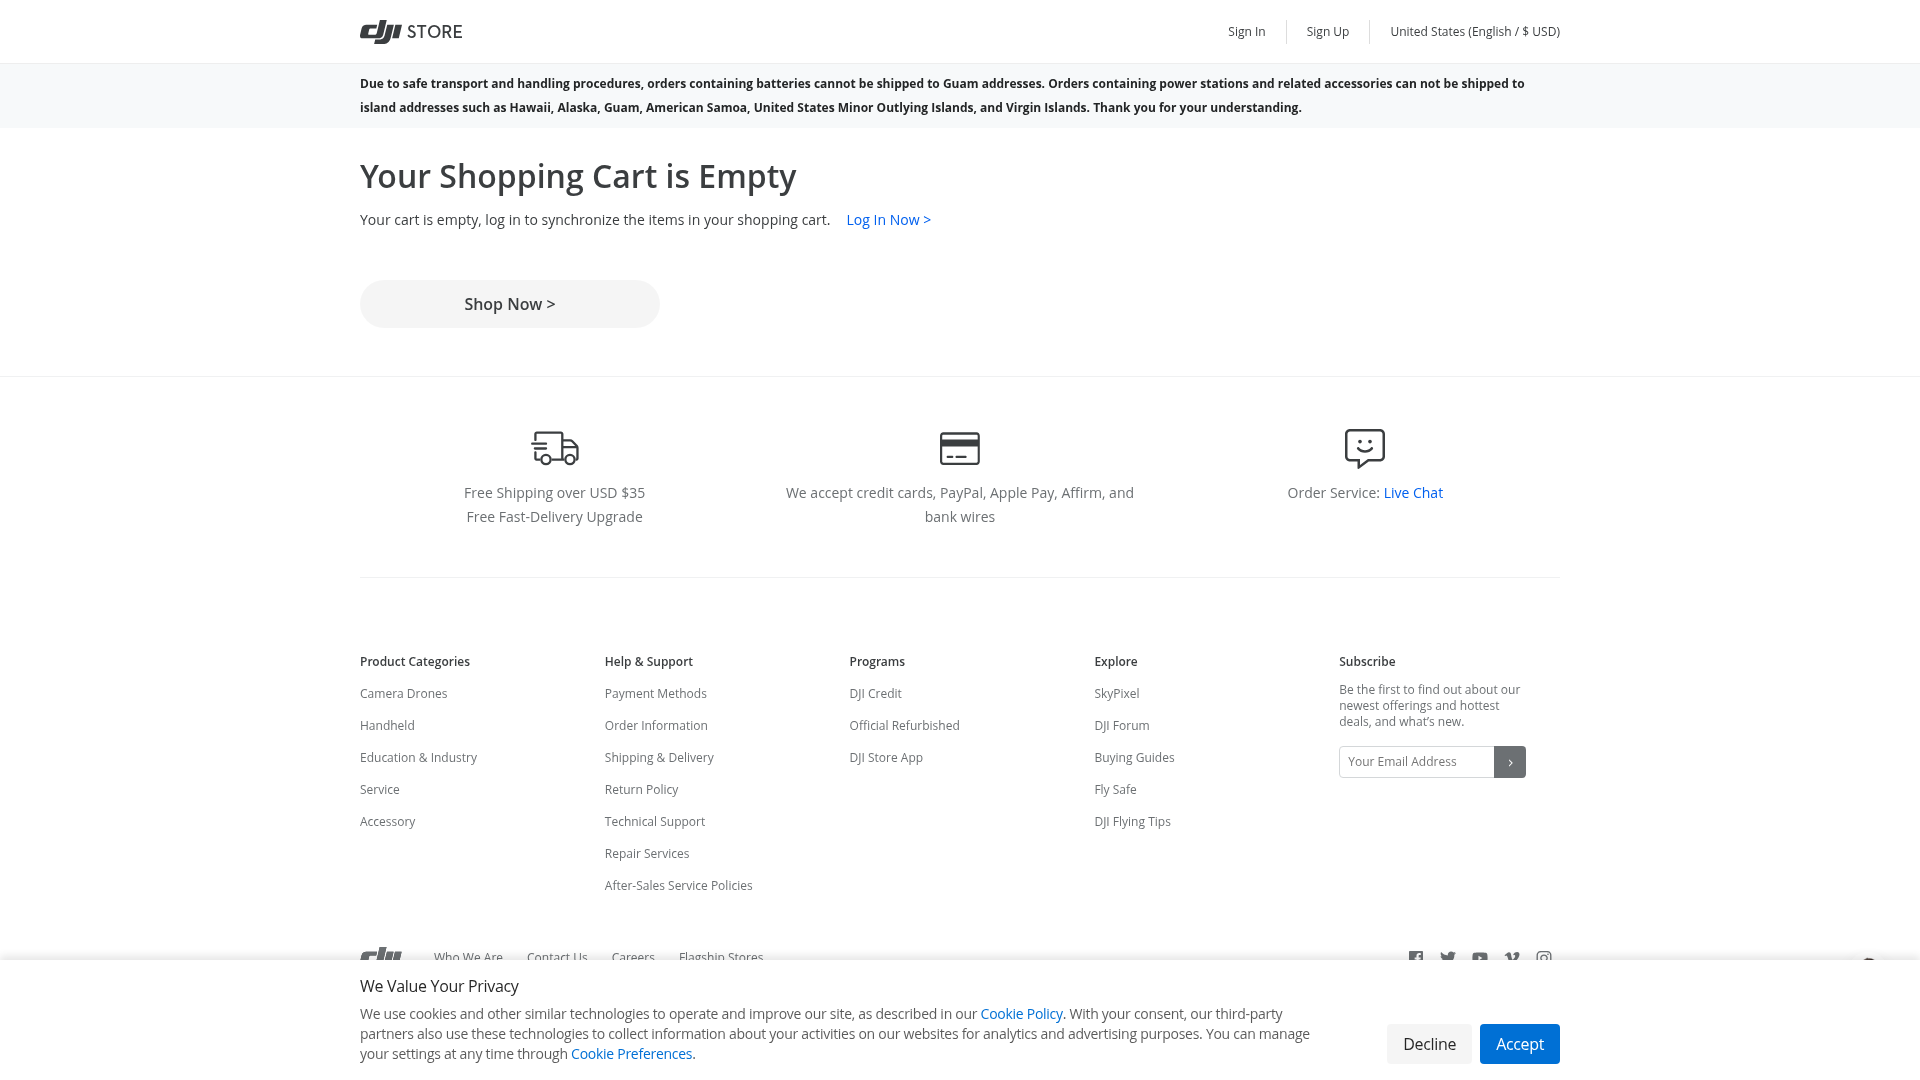 dji STORE
Sign In
Sign Up
United States (English / $ USD)
Due to safe transport and handling procedures, orders containing batteries cannot be shipped to Guam addresses. Orders containing power stations and related accessories can not be shipped to
island addresses such as Hawaii, Alaska, Guam, American Samoa, United States Minor Outlying Islands, and Virgin Islands. Thank you for your understanding.
Your Shopping Cart is Empty
Your cart is empty, log in to synchronize the items in your shopping cart. Log In Now >
Shop Now >
Free Shipping over USD $35
Free Fast-Delivery Upgrade
We accept credit cards, PayPal, Apple Pay, Affirm, and
bank wires
Order Service: Live Chat
Product Categories
Camera Drones
Handheld
Education & Industry
Service
Accessory
Help & Support
Payment Methods
Order Information
Shipping & Delivery
Return Policy
Technical Support
Repair Services
After-Sales Service Policies
Programs
DJI Credit
Official Refurbished
DJI Store App
Explore
SkyPixel
DJI Forum
Buying Guides
Fly Safe
DJI Flying Tips
Subscribe
Be the first to find out about our
newest offerings and hottest
deals, and what's new.
Your Email Address
dji
Who We Are
Contact Us
Careers
Flagship Stores
We Value Your Privacy
We use cookies and other similar technologies to operate and improve our site, as described in our Cookie Policy. With your consent, our third-party
partners also use these technologies to collect information about your activities on our websites for analytics and advertising purposes. You can manage
your settings at any time through Cookie Preferences.
Decline
Accept